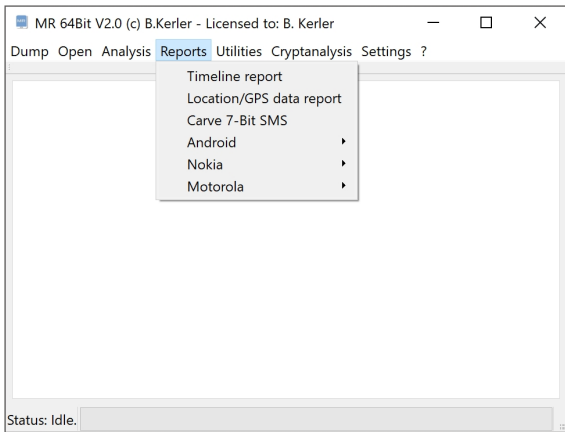 MR 64Bit V2.0 (c) B.Kerler - Licensed to: B. Kerler
Dump Open Analysis Reports Utilities Cryptanalysis Settings ?
Timeline report
Location/GPS data report
Carve 7-Bit SMS
Android
Nokia
Motorola
Status: Idle.